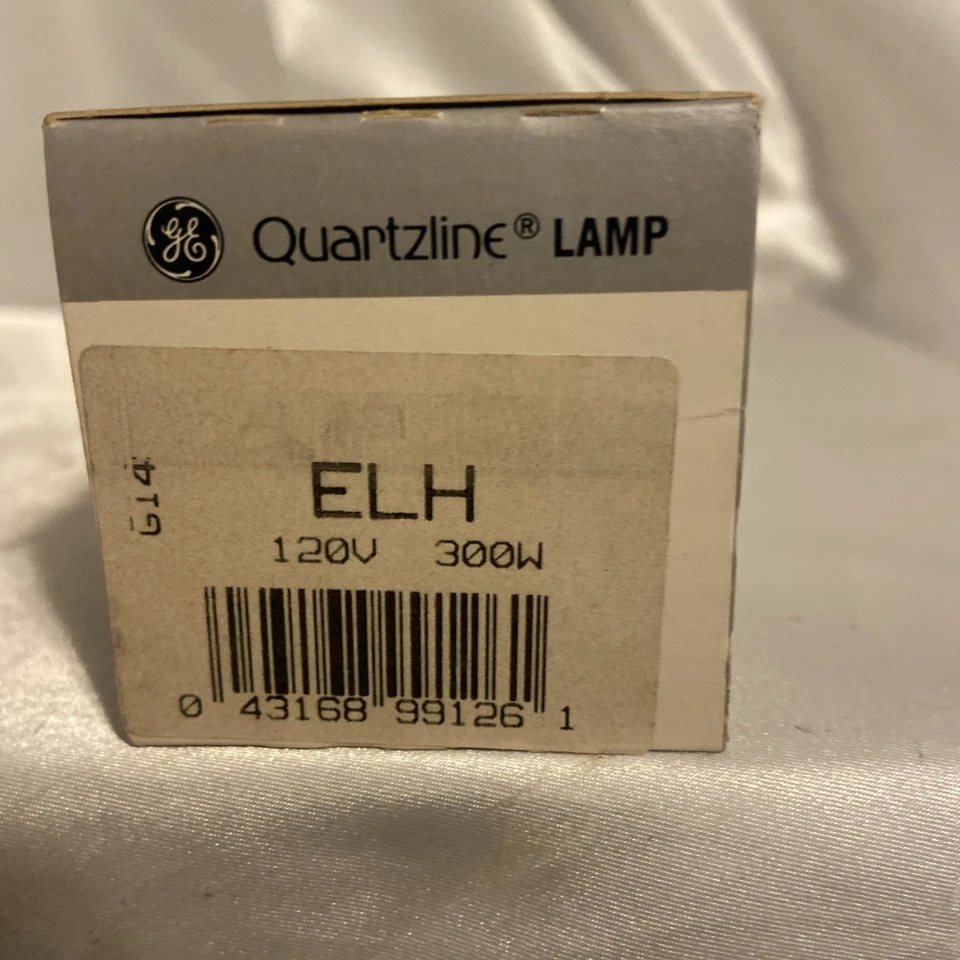 GE Quartzline® LAMP
G14
ELH
120V 300W
0 43168 99126 1